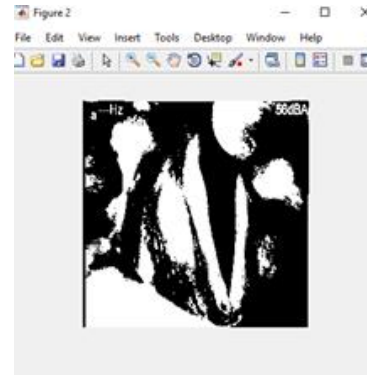 Figure 2
File Edit View Insert Tools Desktop Window Help
a --Hz 56dBA